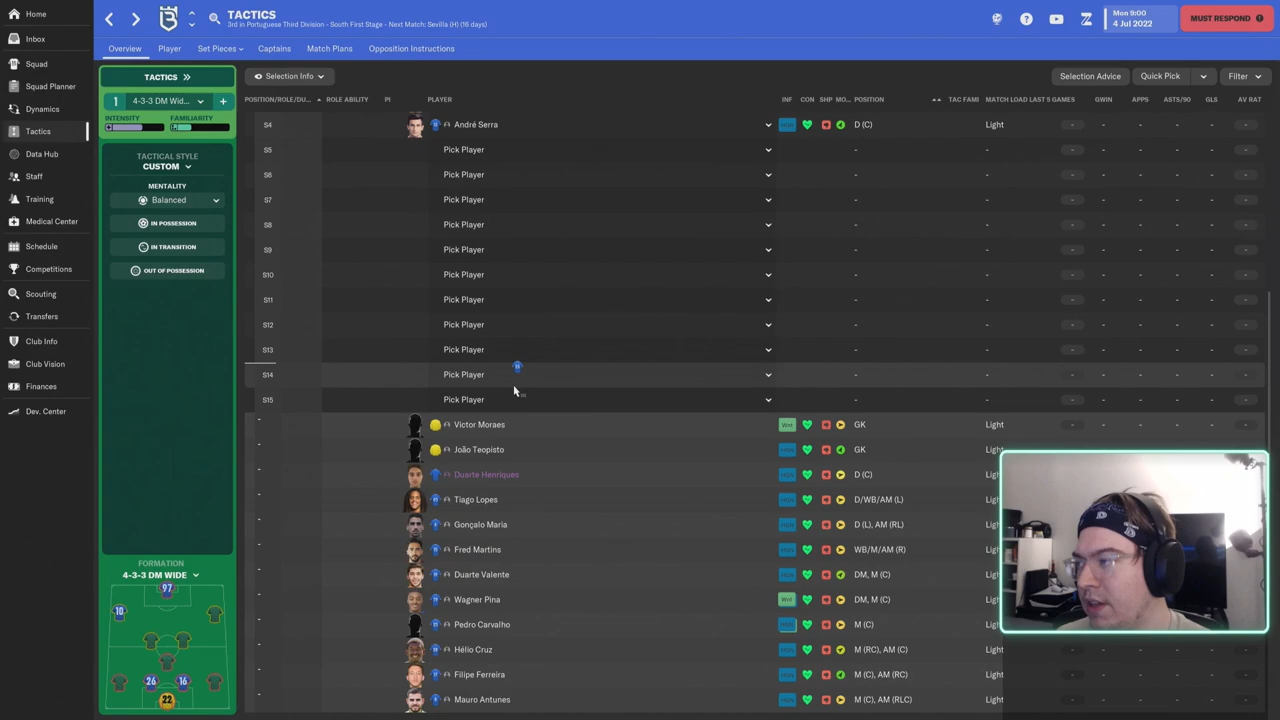 Home
Inbox
Squad
Squad Planner
Dynamics
Tactics
Data Hub
Staff
Training
Medical Center
Schedule
Competitions
Scouting
Transfers
Club Info
Club Vision
Finances
Dev. Center
TACTICS
3rd in Portuguese Third Division - South First Stage - Next Match: Sevilla (H) (16 days)
Mon 9:00
4 Jul 2022
MUST RESPOND
Overview Player Set Pieces Captains Match Plans Opposition Instructions
TACTICS
1 4-3-3 DM Wid...
INTENSITY FAMILIARITY
TACTICAL STYLE
CUSTOM
MENTALITY
Balanced
IN POSSESSION
IN TRANSITION
OUT OF POSSESSION
FORMATION
4-3-3 DM WIDE
97
10
26 16
22
Selection Info Selection Advice Quick Pick Filter
POSITION/ROLE/DU... ROLE ABILITY PI PLAYER INF CON SHP MO... POSITION TAC FAMI MATCH LOAD LAST 5 GAMES GWIN APPS ASTS/90 GLS AV RAT
S4 André Serra D (C) Light - - - - -
S5 Pick Player - - - - - - -
S6 Pick Player - - - - - - -
S7 Pick Player - - - - - - -
S8 Pick Player - - - - - - -
S9 Pick Player - - - - - - -
S10 Pick Player - - - - - - -
S11 Pick Player - - - - - - -
S12 Pick Player - - - - - - -
S13 Pick Player - - - - - - -
S14 Pick Player - - - - - - -
S15 Pick Player - - - - - - -
- Victor Moraes Wnt GK Light - - - - -
- João Teopisto GK Light
- Duarte Henriques D (C)
- Tiago Lopes D/WB/AM (L)
- Gonçalo Maria D (L), AM (RL)
- Fred Martins WB/M/AM (R)
- Duarte Valente DM, M (C)
- Wagner Pina Wnt DM, M (C)
- Pedro Carvalho M (C)
- Hélio Cruz M (RC), AM (C)
- Filipe Ferreira M (C), AM (RC)
- Mauro Antunes M (C), AM (RLC)